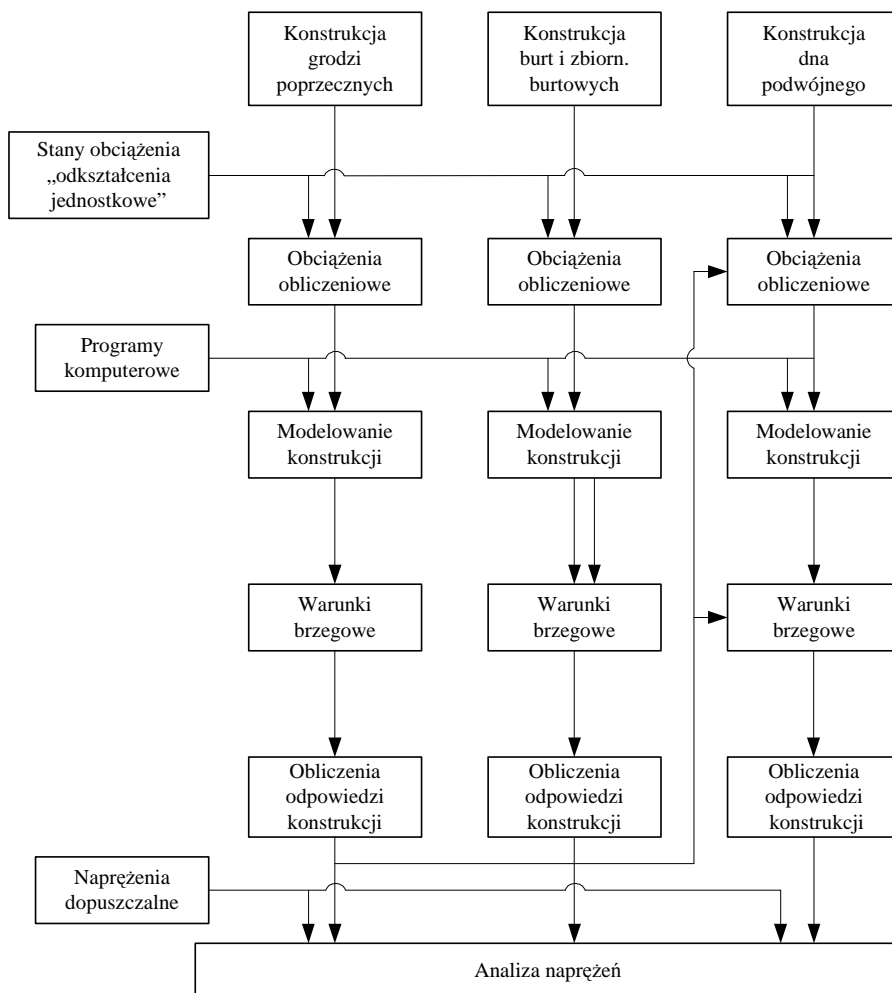 Konstrukcja
grodzi
poprzecznych
Konstrukcja
burt i zbiorn.
burtowych
Konstrukcja
dna
podwójnego
Stany obciążenia
„odkształcenia
jednostkowe”
Obciążenia
obliczeniowe
Obciążenia
obliczeniowe
Obciążenia
obliczeniowe
Programy
komputerowe
Modelowanie
konstrukcji
Modelowanie
konstrukcji
Modelowanie
konstrukcji
Warunki
brzegowe
Warunki
brzegowe
Warunki
brzegowe
Obliczenia
odpowiedzi
konstrukcji
Obliczenia
odpowiedzi
konstrukcji
Obliczenia
odpowiedzi
konstrukcji
Naprężenia
dopuszczalne
Analiza naprężeń